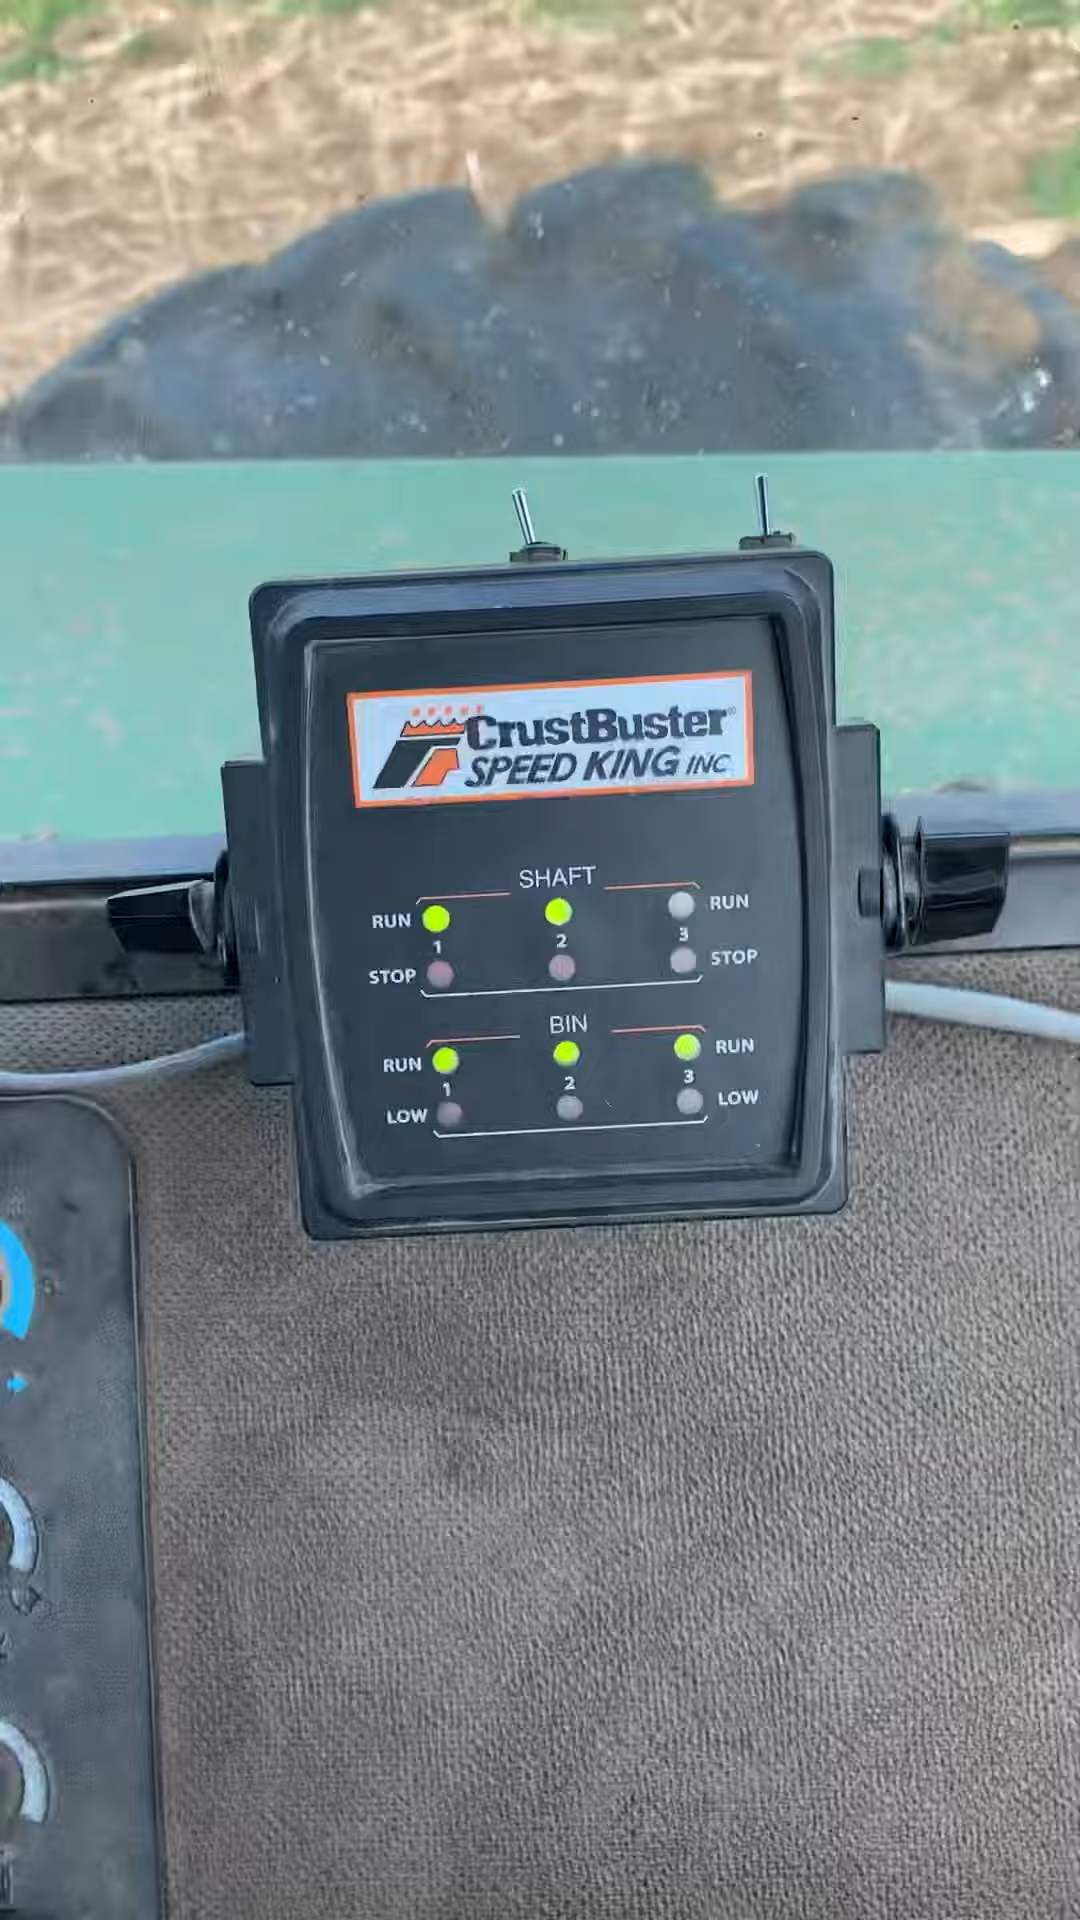 CrustBuster®
SPEED KING INC
SHAFT
RUN
RUN
1
2
3
STOP
STOP
BIN
RUN
RUN
1
2
3
LOW
LOW